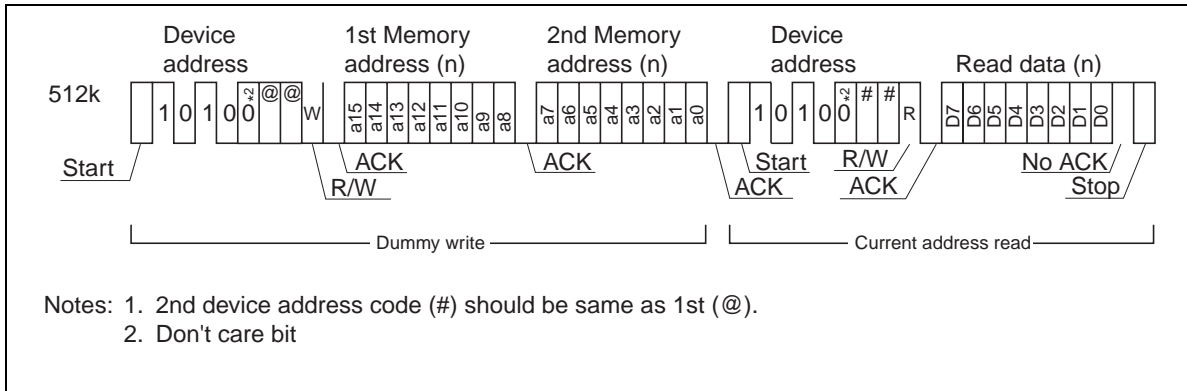 Device address 1st Memory address (n) 2nd Memory address (n) Device address Read data (n)
512k 1 0 1 0 0*2 @ @ W a15 a14 a13 a12 a11 a10 a9 a8 a7 a6 a5 a4 a3 a2 a1 a0 1 0 1 0 0*2 # # R D7 D6 D5 D4 D3 D2 D1 D0
Start ACK ACK Start R/W No ACK
R/W ACK ACK Stop
Dummy write Current address read
Notes: 1. 2nd device address code (#) should be same as 1st (@).
2. Don't care bit